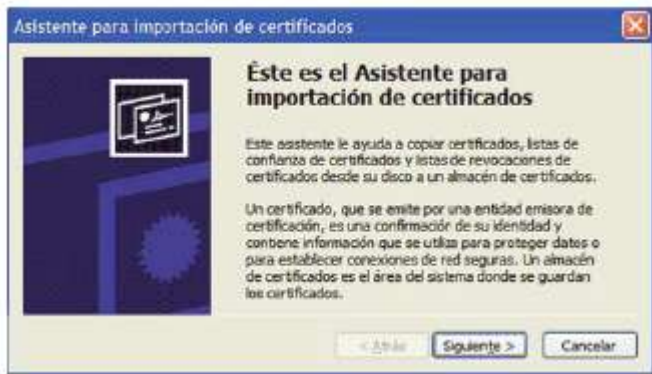 Asistente para importación de certificados
Éste es el Asistente para
importación de certificados
Este asistente le ayuda a copiar certificados, listas de
confianza de certificados y listas de revocaciones de
certificados desde su disco a un almacén de certificados.
Un certificado, que se emite por una entidad emisora de
certificación, es una confirmación de su identidad y
contiene información que se utiliza para proteger datos o
para establecer conexiones de red seguras. Un almacén
de certificados es el área del sistema donde se guardan
los certificados.
< Atrás Siguiente > Cancelar